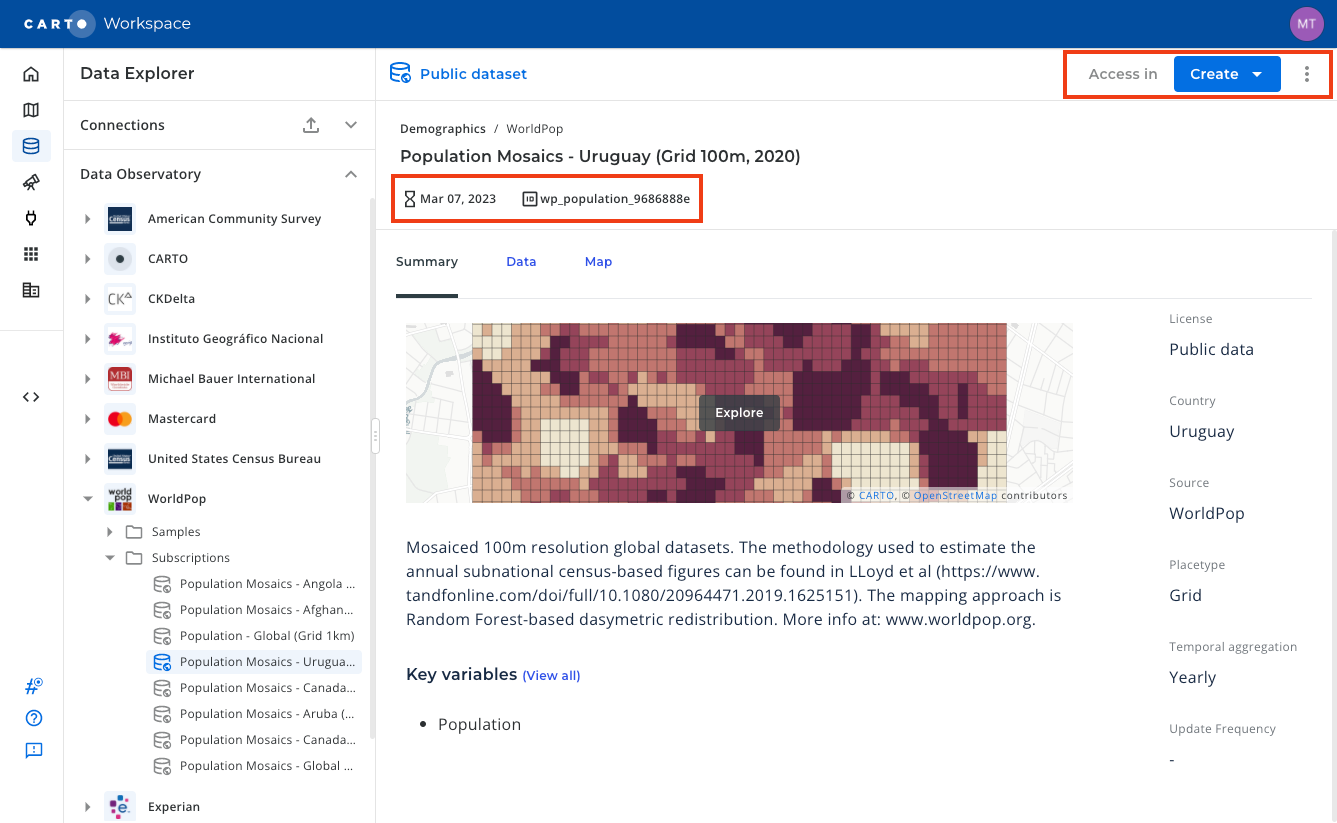 CARTO Workspace
MT
Data Explorer
Public dataset
Access in
Create
Connections
Data Observatory
American Community Survey
CARTO
CKDelta
Instituto Geográfico Nacional
Michael Bauer International
Mastercard
United States Census Bureau
WorldPop
Samples
Subscriptions
Population Mosaics - Angola ...
Population Mosaics - Afghan...
Population - Global (Grid 1km)
Population Mosaics - Urugua...
Population Mosaics - Canada...
Population Mosaics - Aruba (...
Population Mosaics - Canada...
Population Mosaics - Global ...
Experian
Demographics / WorldPop
Population Mosaics - Uruguay (Grid 100m, 2020)
Mar 07, 2023
ID wp_population_9686888e
Summary
Data
Map
Explore
© CARTO, © OpenStreetMap contributors
Mosaiced 100m resolution global datasets. The methodology used to estimate the
annual subnational census-based figures can be found in LLoyd et al (https://www.
tandfonline.com/doi/full/10.1080/20964471.2019.1625151). The mapping approach is
Random Forest-based dasymetric redistribution. More info at: www.worldpop.org.
Key variables (View all)
• Population
License
Public data
Country
Uruguay
Source
WorldPop
Placetype
Grid
Temporal aggregation
Yearly
Update Frequency
-